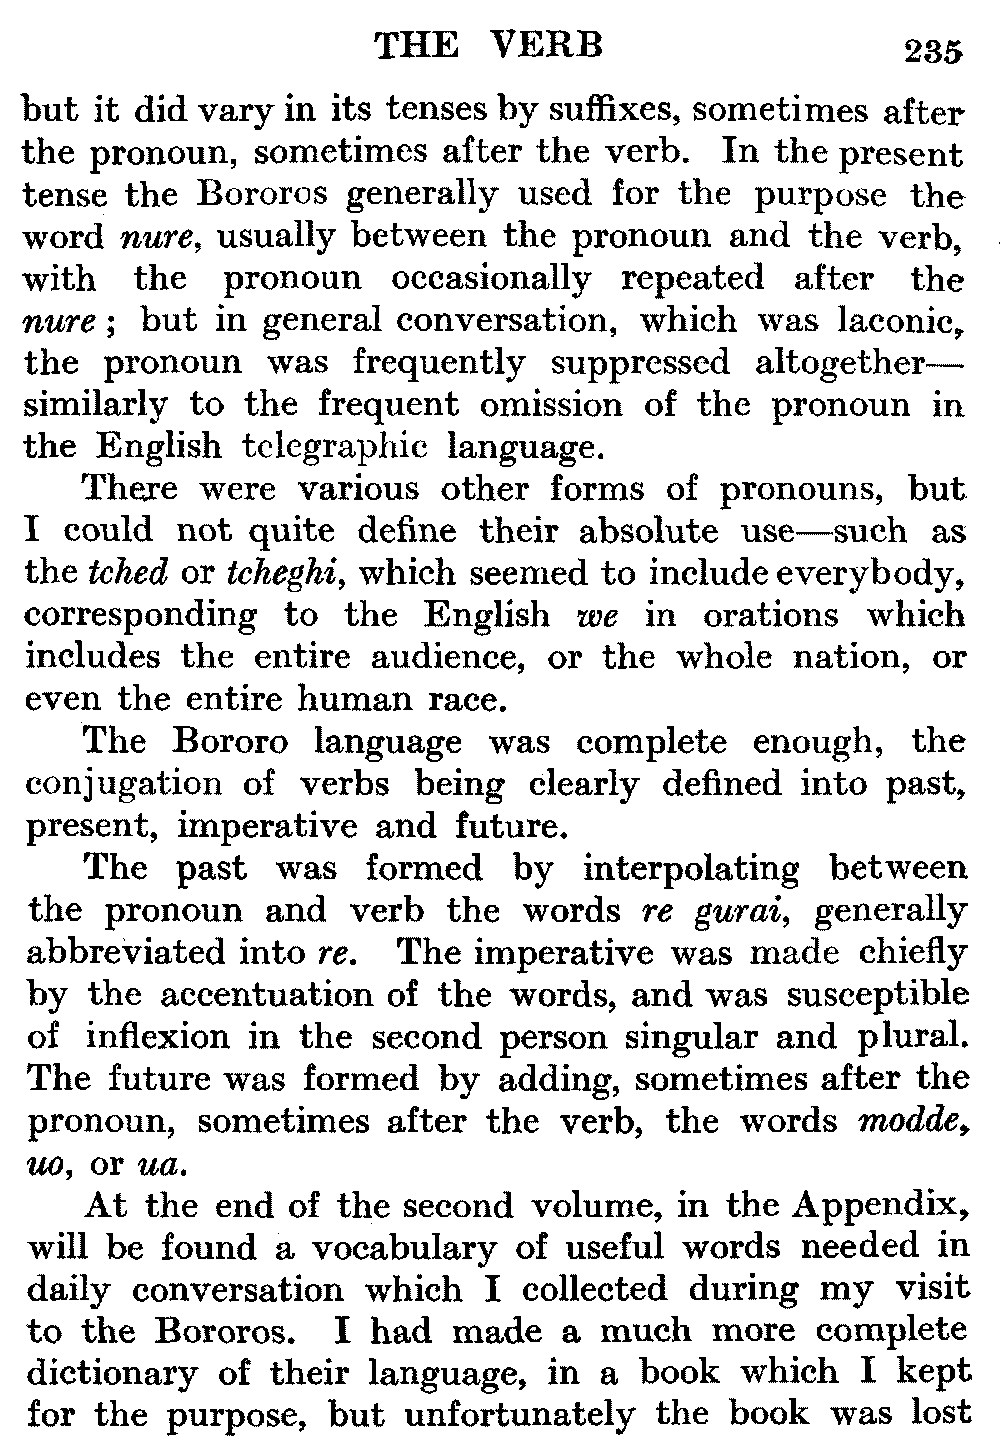 THE VERB 235
but it did vary in its tenses by suffixes, sometimes after
the pronoun, sometimes after the verb. In the present
tense the Bororos generally used for the purpose the
word nure, usually between the pronoun and the verb,
with the pronoun occasionally repeated after the
nure; but in general conversation, which was laconic,
the pronoun was frequently suppressed altogether—
similarly to the frequent omission of the pronoun in
the English telegraphic language.
There were various other forms of pronouns, but
I could not quite define their absolute use—such as
the tched or tcheghi, which seemed to include everybody,
corresponding to the English we in orations which
includes the entire audience, or the whole nation, or
even the entire human race.
The Bororo language was complete enough, the
conjugation of verbs being clearly defined into past,
present, imperative and future.
The past was formed by interpolating between
the pronoun and verb the words re gurai, generally
abbreviated into re. The imperative was made chiefly
by the accentuation of the words, and was susceptible
of inflexion in the second person singular and plural.
The future was formed by adding, sometimes after the
pronoun, sometimes after the verb, the words modde,
uo, or ua.
At the end of the second volume, in the Appendix,
will be found a vocabulary of useful words needed in
daily conversation which I collected during my visit
to the Bororos. I had made a much more complete
dictionary of their language, in a book which I kept
for the purpose, but unfortunately the book was lost